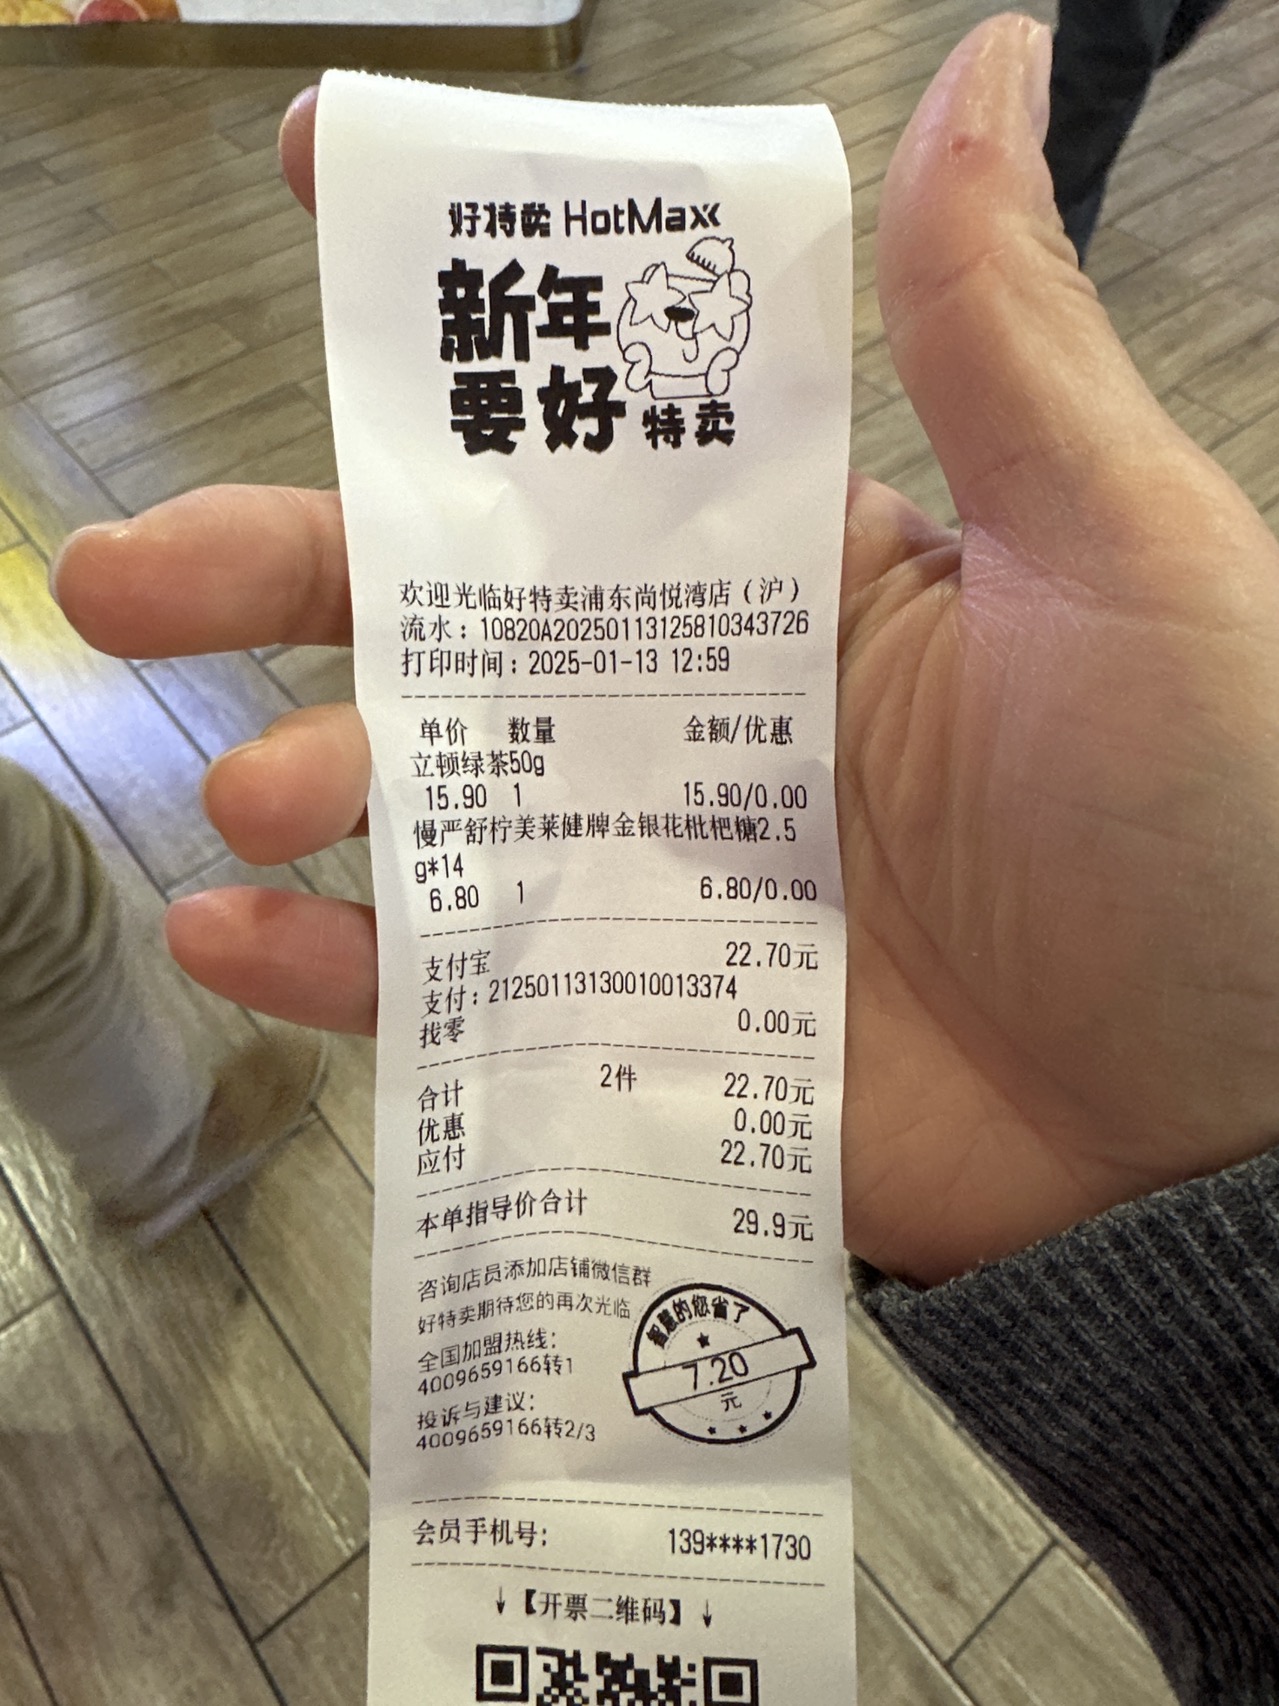 好特卖 HotMaxx
新年
要好特卖
欢迎光临好特卖浦东尚悦湾店（沪）
流水：10820A20250113125810343726
打印时间：2025-01-13 12:59
单价 数量 金额/优惠
立顿绿茶50g
15.90 1 15.90/0.00
慢严舒柠美莱健牌金银花枇杷糖2.5
g*14
6.80 1 6.80/0.00
支付宝 22.70元
支付：2125011313001001337​4
找零 0.00元
合计 2件 22.70元
优惠 0.00元
应付 22.70元
本单指导价合计 29.9元
咨询店员添加店铺微信群
好特卖期待您的再次光临
全国加盟热线：
4009659166转1
投诉与建议：
4009659166转2/3
智慧的您省了
7.20
元
会员手机号： 139****1730
↓【开票二维码】↓